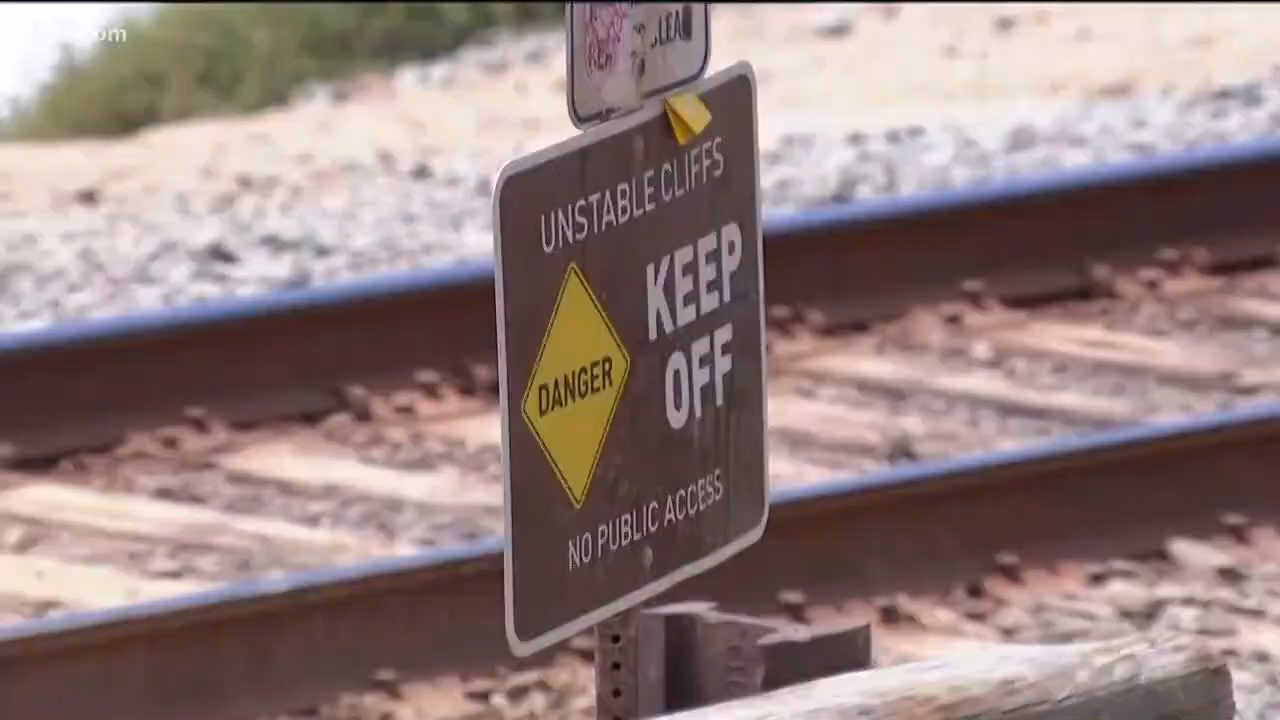 UNSTABLE CLIFFS
KEEP
OFF
DANGER
NO PUBLIC ACCESS